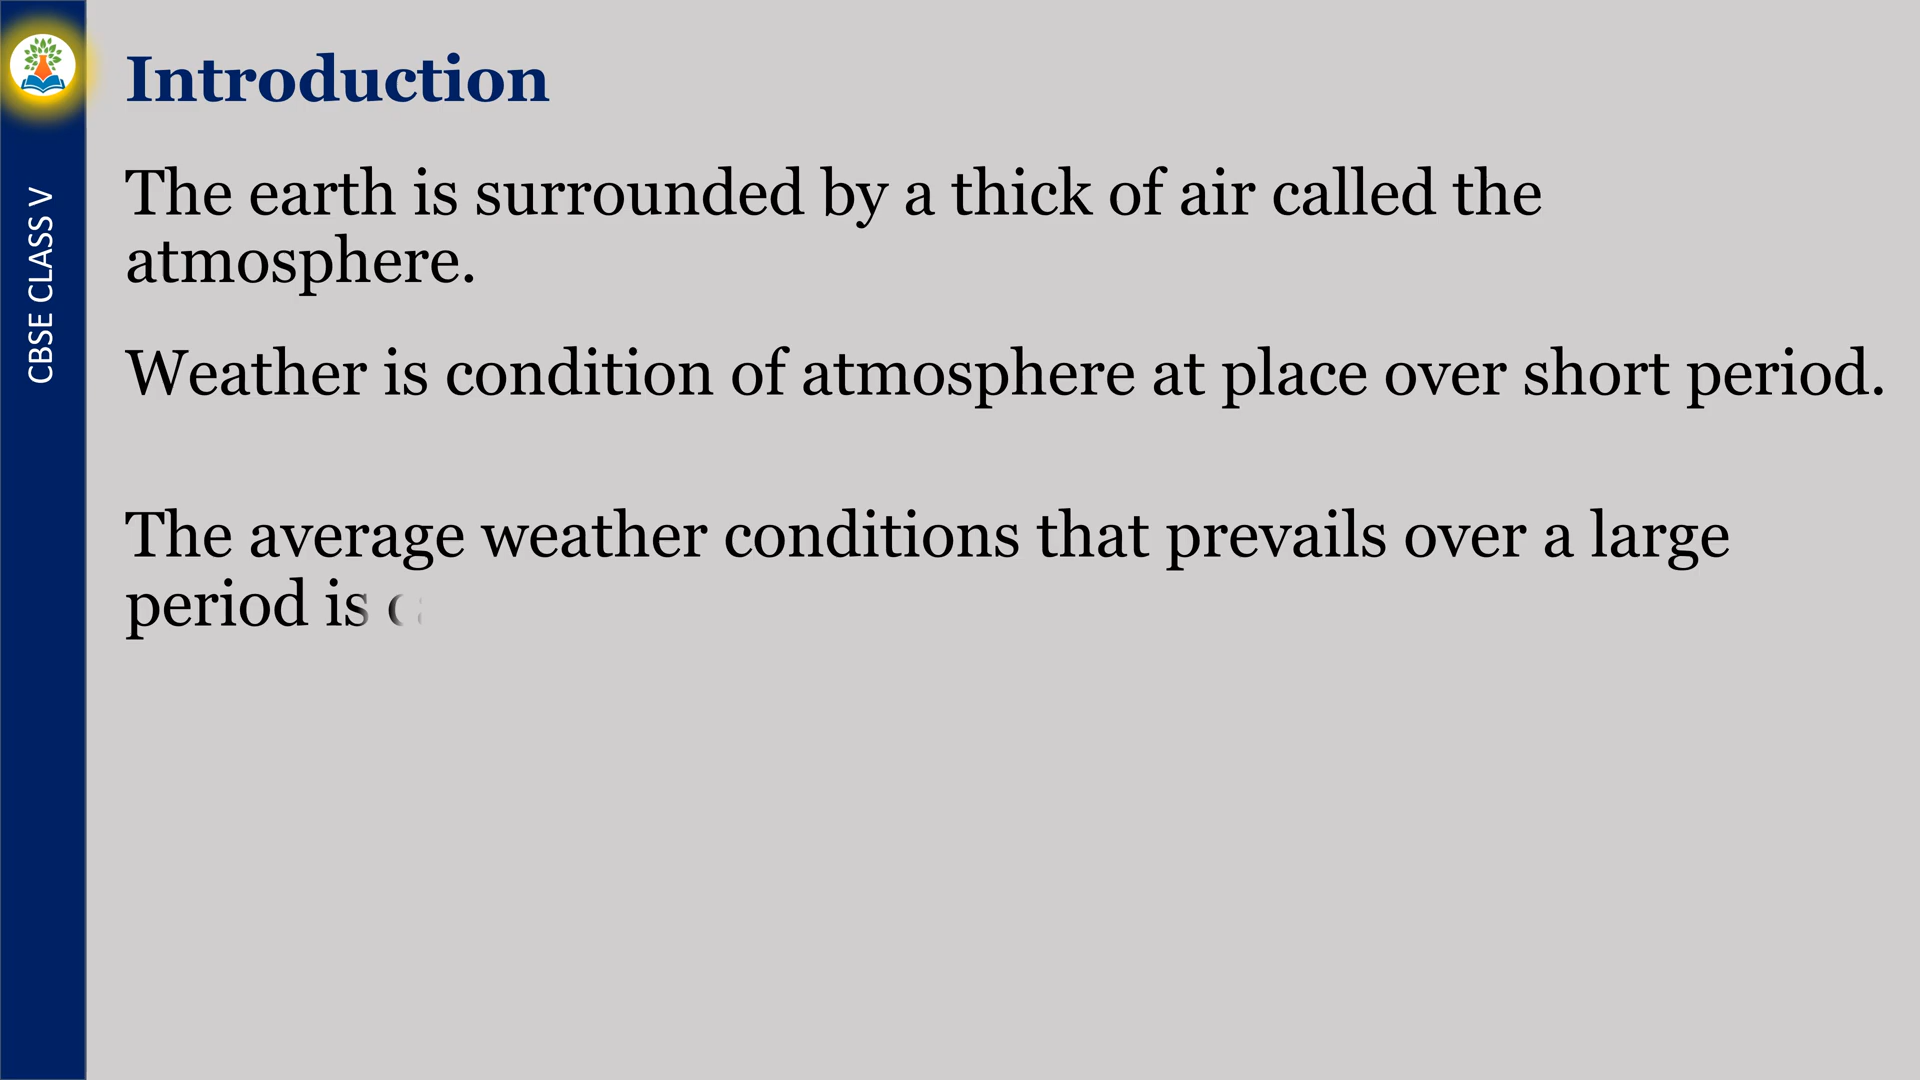 CBSE CLASS V
Introduction
The earth is surrounded by a thick of air called the
atmosphere.
Weather is condition of atmosphere at place over short period.
The average weather conditions that prevails over a large
period is